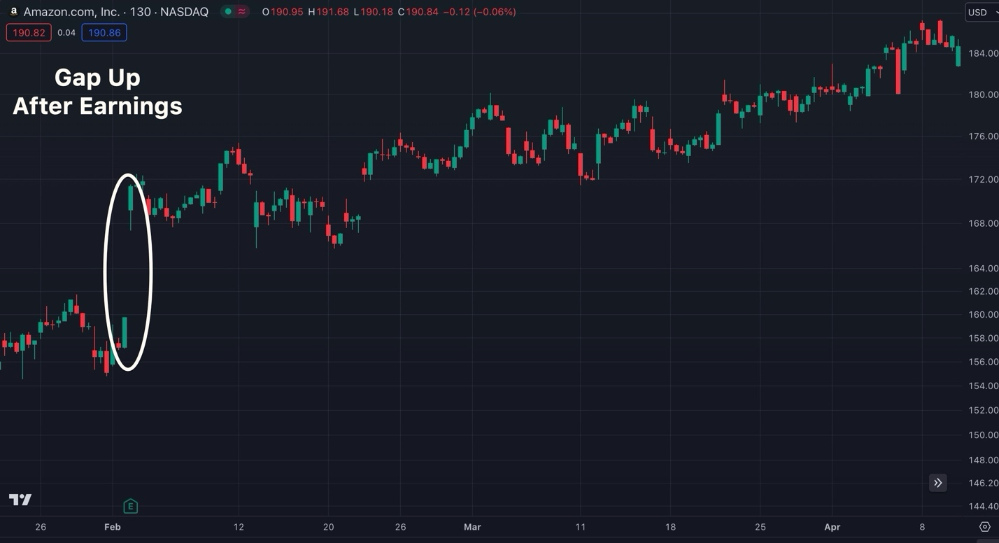 a Amazon.com, Inc. · 130 · NASDAQ O190.95 H191.68 L190.18 C190.84 −0.12 (−0.06%)
USD
190.82 0.04 190.86
Gap Up
After Earnings
184.00
180.00
176.00
172.00
168.00
164.00
162.00
160.00
158.00
156.00
154.00
152.00
150.00
148.00
146.20
144.40
E
26 Feb 12 20 26 Mar 11 18 25 Apr 8